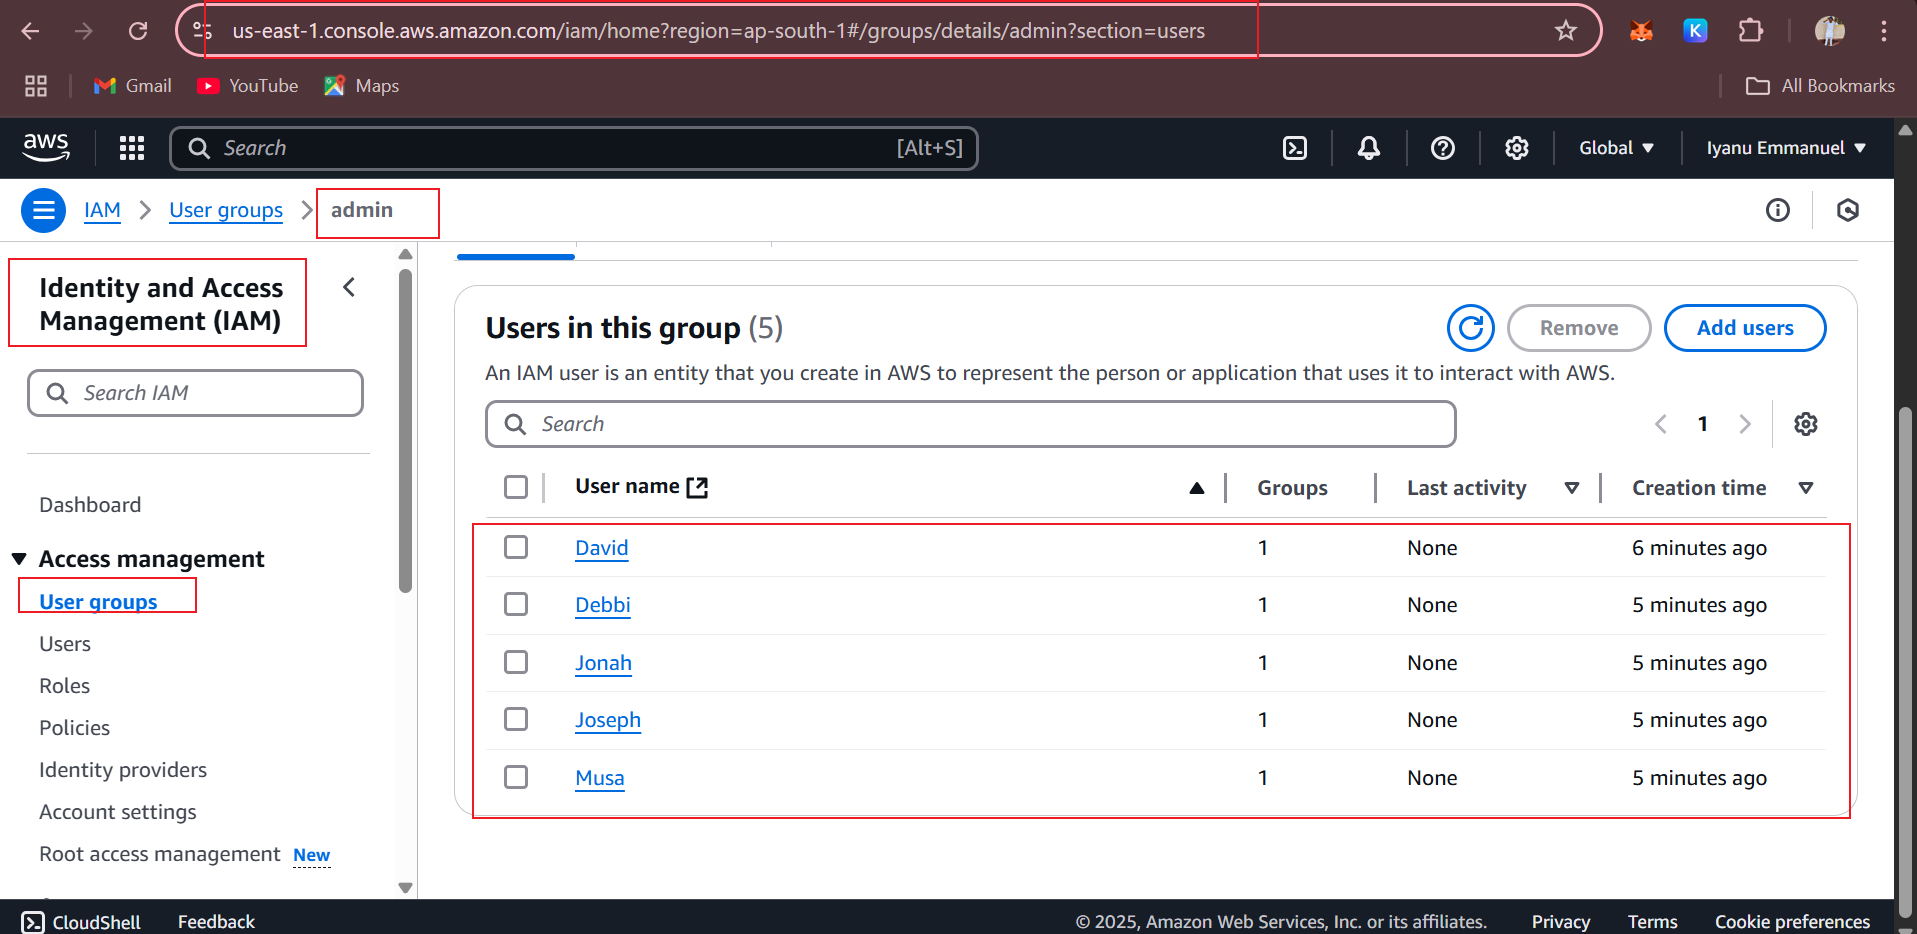 us-east-1.console.aws.amazon.com/iam/home?region=ap-south-1#/groups/details/admin?section=users
K
Gmail YouTube Maps All Bookmarks
aws Search [Alt+S] Global Iyanu Emmanuel
IAM User groups admin
Identity and Access
Management (IAM)
Search IAM
Dashboard
Access management
User groups
Users
Roles
Policies
Identity providers
Account settings
Root access management New
Users in this group (5)
Remove
Add users
An IAM user is an entity that you create in AWS to represent the person or application that uses it to interact with AWS.
Search
1
User name Groups Last activity Creation time
David 1 None 6 minutes ago
Debbi 1 None 5 minutes ago
Jonah 1 None 5 minutes ago
Joseph 1 None 5 minutes ago
Musa 1 None 5 minutes ago
CloudShell Feedback © 2025, Amazon Web Services, Inc. or its affiliates. Privacy Terms Cookie preferences